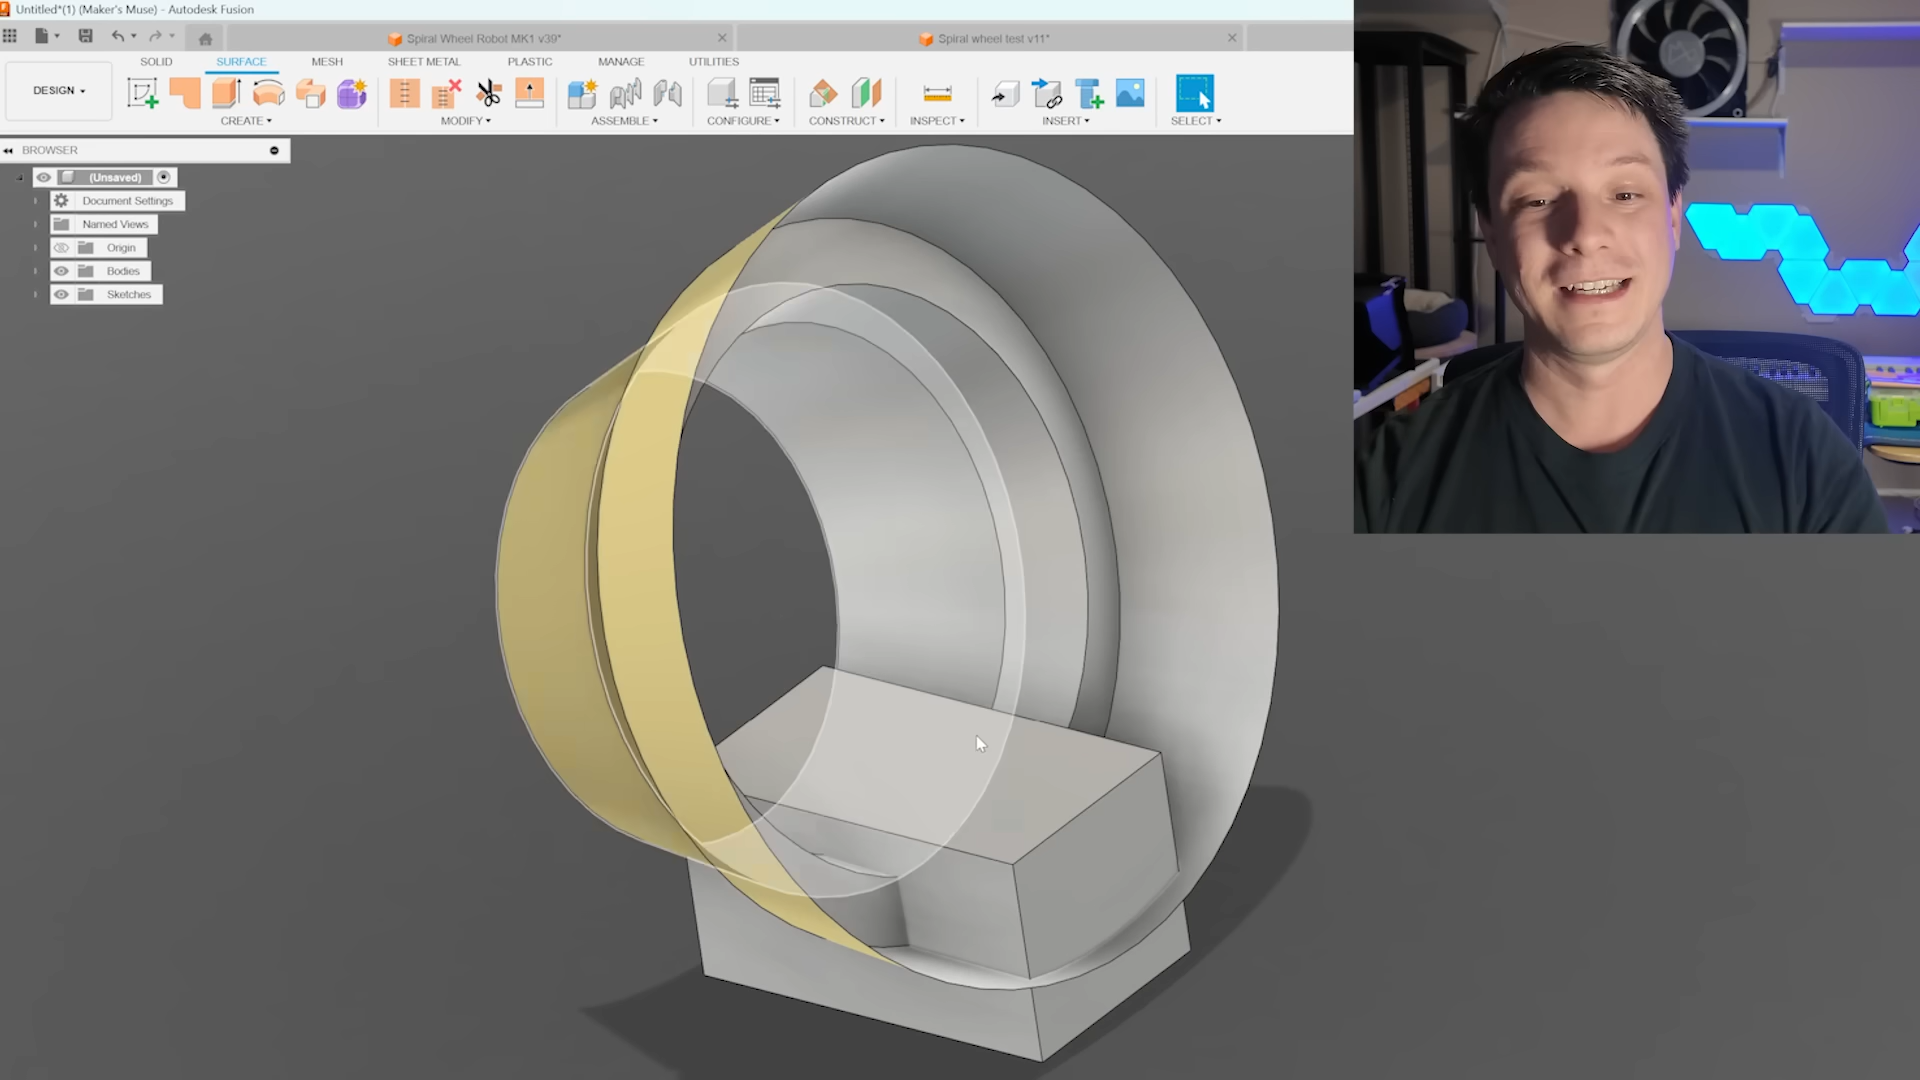 Untitled*(1) (Maker's Muse) - Autodesk Fusion
Spiral Wheel Robot MK1 v39*
Spiral wheel test v11*
SOLID SURFACE MESH SHEET METAL PLASTIC MANAGE UTILITIES
DESIGN
CREATE MODIFY ASSEMBLE CONFIGURE CONSTRUCT INSPECT INSERT SELECT
BROWSER
(Unsaved)
Document Settings
Named Views
Origin
Bodies
Sketches